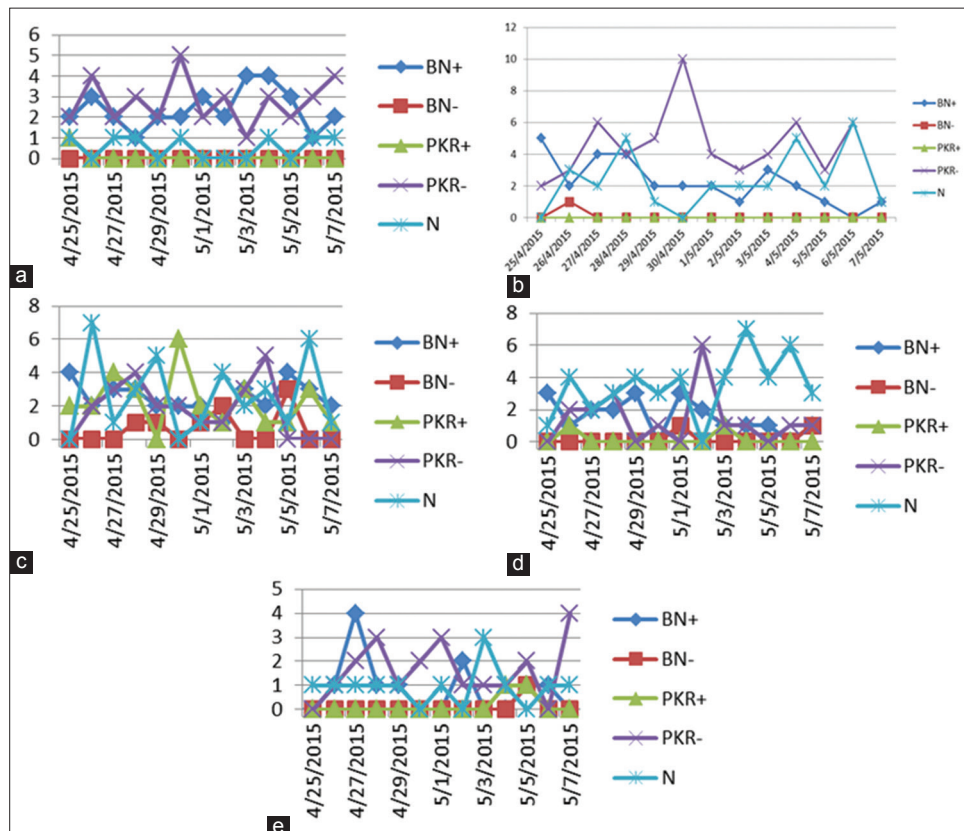 6
5
4
3
2
1
0
4/25/2015
4/27/2015
4/29/2015
5/1/2015
5/3/2015
5/5/2015
5/7/2015
BN+
BN-
PKR+
PKR-
N
a
12
10
8
6
4
2
0
25/4/2015
26/4/2015
27/4/2015
28/4/2015
29/4/2015
30/4/2015
1/5/2015
2/5/2015
3/5/2015
4/5/2015
5/5/2015
6/5/2015
7/5/2015
BN+
BN-
PKR+
PKR-
N
b
8
6
4
2
0
4/25/2015
4/27/2015
4/29/2015
5/1/2015
5/3/2015
5/5/2015
5/7/2015
BN+
BN-
PKR+
PKR-
N
c
8
6
4
2
0
4/25/2015
4/27/2015
4/29/2015
5/1/2015
5/3/2015
5/5/2015
5/7/2015
BN+
BN-
PKR+
PKR-
N
d
5
4
3
2
1
0
4/25/2015
4/27/2015
4/29/2015
5/1/2015
5/3/2015
5/5/2015
5/7/2015
BN+
BN-
PKR+
PKR-
N
e